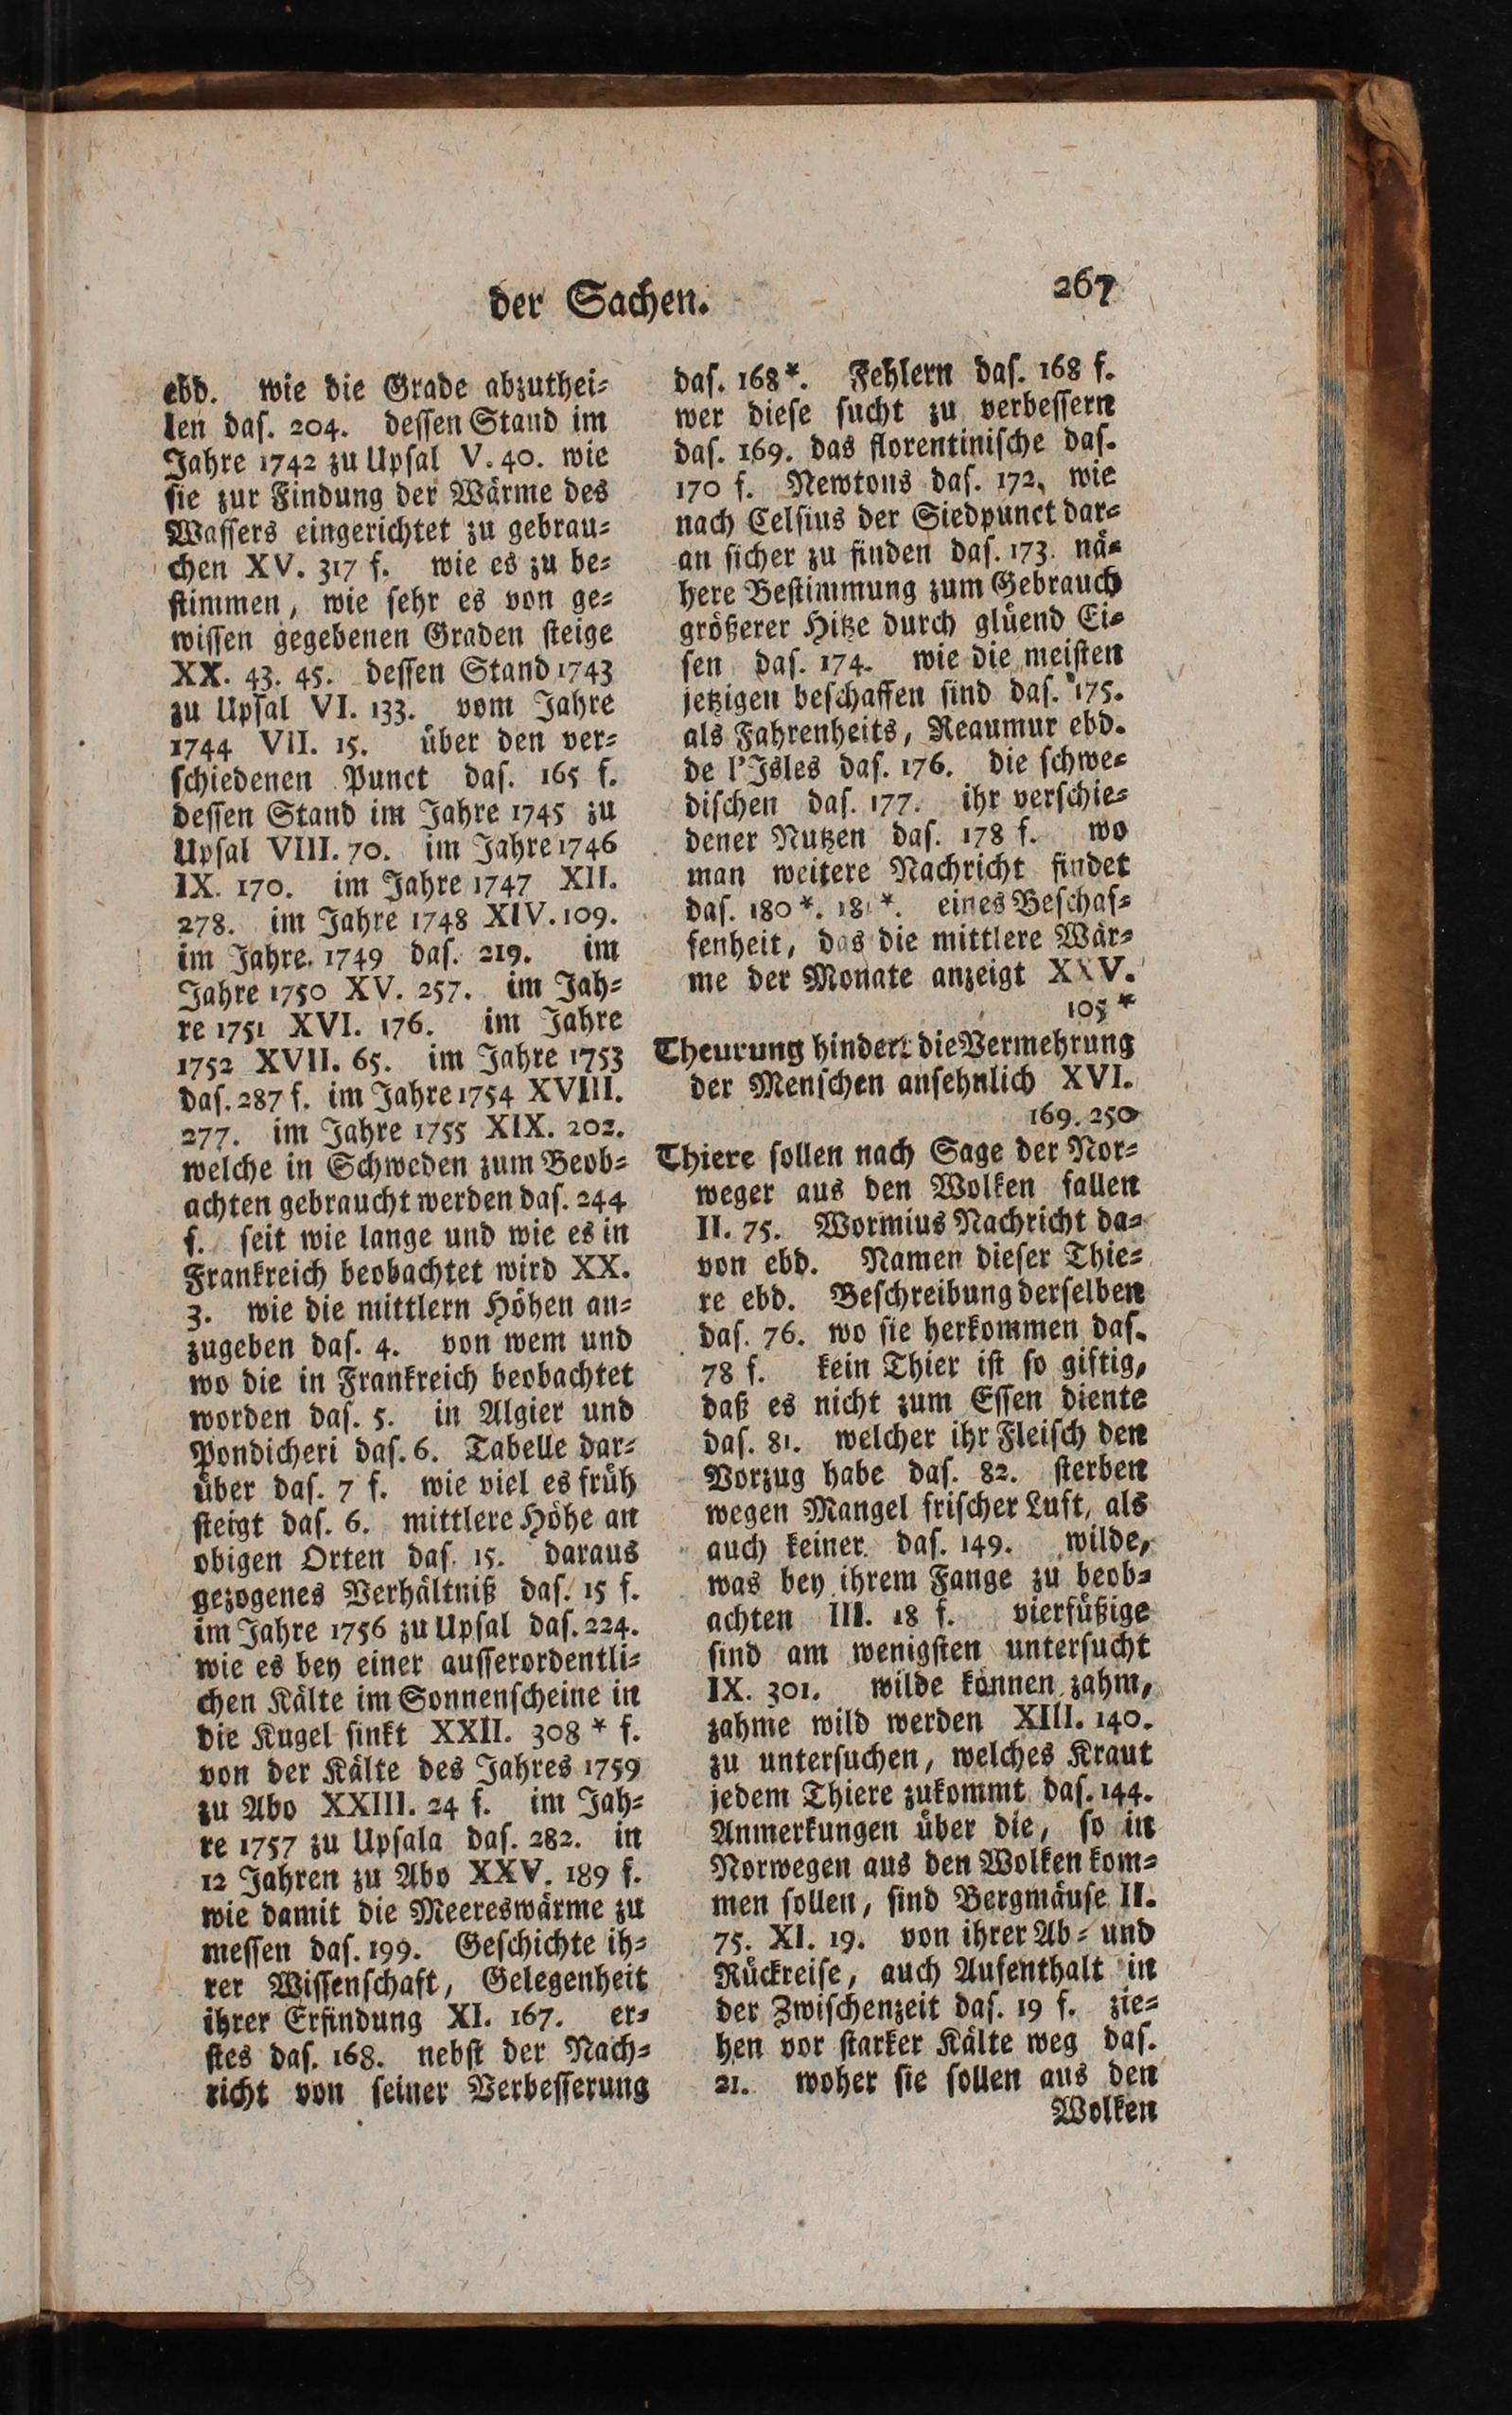 der Sachen.
267
ebd. wie die Grade abzuthei⸗
len daſ. 204. deſſen Stand im
Jahre 1742 zu Upſal V. 40. wie
ſie zur Findung der Wärme des
Waſſers eingerichtet zu gebrau⸗
chen XV. 317 f. wie es zu be⸗
ſtimmen, wie ſehr es von ge⸗
wiſſen gegebenen Graden ſteige
XX. 43. 45. deſſen Stand 1743
zu Upſal VI. 133. vom Jahre
1744 VII. 15. über den ver⸗
ſchiedenen Punct daſ. 165 f.
deſſen Stand im Jahre 1745 zu
Upſal VIII. 70. im Jahre 1746
IX. 170. im Jahre 1747 XII.
278. im Jahre 1748 XIV. 109.
im Jahre. 1749 daſ. 219. im
Jahre 1750 XV. 257. im Jah⸗
re 1751 XVI. 176. im Jahre
1752 XVII. 65. im Jahre 1753
daſ. 287 f. im Jahre 1754 XVIII.
277. im Jahre 1755 XIX. 202.
welche in Schweden zum Beob⸗
achten gebraucht werden daſ. 244
f. ſeit wie lange und wie es in
Frankreich beobachtet wird XX.
3. wie die mittlern Höhen an⸗
zugeben daſ. 4. von wem und
wo die in Frankreich beobachtet
worden daſ. 5. in Algier und
Pondicheri daſ. 6. Tabelle dar⸗
über daſ. 7 f. wie viel es früh
ſteigt daſ. 6. mittlere Höhe an
obigen Orten daſ. 15. daraus
gezogenes Verhältniß daſ. 15 f.
im Jahre 1756 zu Upſal daſ. 224.
wie es bey einer auſſerordentli⸗
chen Kälte im Sonnenſcheine in
die Kugel ſinkt XXII. 308 * f.
von der Kälte des Jahres 1759
zu Abo XXIII. 24 f. im Jah⸗
re 1757 zu Upſala daſ. 282. in
12 Jahren zu Abo XXV. 189 f.
wie damit die Meereswärme zu
meſſen daſ. 199. Geſchichte ih⸗
rer Wiſſenſchaft, Gelegenheit
ihrer Erfindung XI. 167. er⸗
ſtes daſ. 168. nebſt der Nach⸗
richt von ſeiner Verbeſſerung
daſ. 168*. Fehlern daſ. 168 f.
wer dieſe ſucht zu verbeſſern
daſ. 169. das florentiniſche daſ.
170 f. Newtons daſ. 172, wie
nach Celſius der Siedpunct dar⸗
an ſicher zu finden daſ. 173. nä⸗
here Beſtimmung zum Gebrauch
größerer Hitze durch glüend Ei⸗
ſen daſ. 174. wie die meiſten
jetzigen beſchaffen ſind daſ. 175.
als Fahrenheits, Reaumur ebd.
de l'Isles daſ. 176. die ſchwe⸗
diſchen daſ. 177. ihr verſchie⸗
dener Nutzen daſ. 178 f. wo
man weitere Nachricht findet
daſ. 180 *. 181 *. eines Beſchaf⸗
fenheit, das die mittlere Wär⸗
me der Monate anzeigt XXV.
105 *
Theurung hindert die Vermehrung
der Menſchen anſehnlich XVI.
169. 250
Thiere ſollen nach Sage der Nor⸗
weger aus den Wolken fallen
II. 75. Wormius Nachricht da⸗
von ebd. Namen dieſer Thie⸗
re ebd. Beſchreibung derſelben
daſ. 76. wo ſie herkommen daſ.
78 f. kein Thier iſt ſo giftig,
daß es nicht zum Eſſen diente
daſ. 81. welcher ihr Fleiſch den
Vorzug habe daſ. 82. ſterben
wegen Mangel friſcher Luft, als
auch keiner. daſ. 149. wilde,
was bey ihrem Fange zu beob⸗
achten III. 18 f. vierfüßige
ſind am wenigſten unterſucht
IX. 301. wilde können zahm,
zahme wild werden XIII. 140.
zu unterſuchen, welches Kraut
jedem Thiere zukommt daſ. 144.
Anmerkungen über die, ſo in
Norwegen aus den Wolken kom⸗
men ſollen, ſind Bergmäuſe II.
75. XI. 19. von ihrer Ab⸗ und
Rückreiſe, auch Aufenthalt in
der Zwiſchenzeit daſ. 19 f. zie⸗
hen vor ſtarker Kälte weg daſ.
21. woher ſie ſollen aus den
Wolken